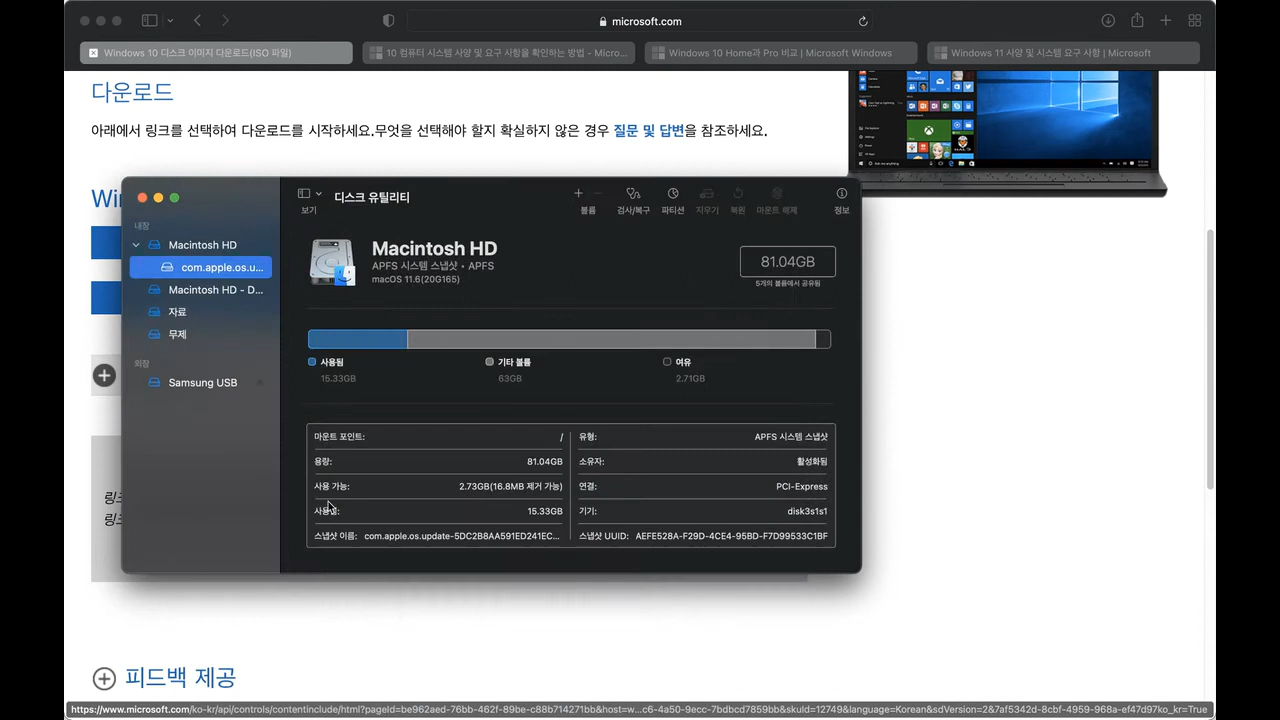 microsoft.com
Windows 10 디스크 이미지 다운로드(ISO 파일)
10 컴퓨터 시스템 사양 및 요구 사항을 확인하는 방법 - Micro...
Windows 10 Home과 Pro 비교 | Microsoft Windows
Windows 11 사양 및 시스템 요구 사항 | Microsoft
다운로드
아래에서 링크를 선택하여 다운로드를 시작하세요.무엇을 선택해야 할지 확실하지 않은 경우 질문 및 답변을 참조하세요.
Wi
디스크 유틸리티
보기
볼륨
검사/복구
파티션
지우기
복원
마운트 해제
정보
내장
Macintosh HD
com.apple.os.u...
Macintosh HD - D...
자료
무제
외장
Samsung USB
Macintosh HD
APFS 시스템 스냅샷 • APFS
macOS 11.6(20G165)
81.04GB
5개의 볼륨에서 공유됨
사용됨
15.33GB
기타 볼륨
63GB
여유
2.71GB
마운트 포인트: /
용량: 81.04GB
사용 가능: 2.73GB(16.8MB 제거 가능)
사용됨: 15.33GB
스냅샷 이름: com.apple.os.update-5DC2B8AA591ED241EC...
유형: APFS 시스템 스냅샷
소유자: 활성화됨
연결: PCI-Express
기기: disk3s1s1
스냅샷 UUID: AEFE528A-F29D-4CE4-95BD-F7D99533C1BF
링크
링크
피드백 제공
https://www.microsoft.com/ko-kr/api/controls/contentinclude/html?pageId=be962aed-76bb-462f-89be-c88b714271bb&host=w...c6-4a50-9ecc-7bdbcd7859bb&skuId=12749&language=Korean&sdVersion=2&7af5342d-8cbf-4959-968a-ef47d97ko_kr=True